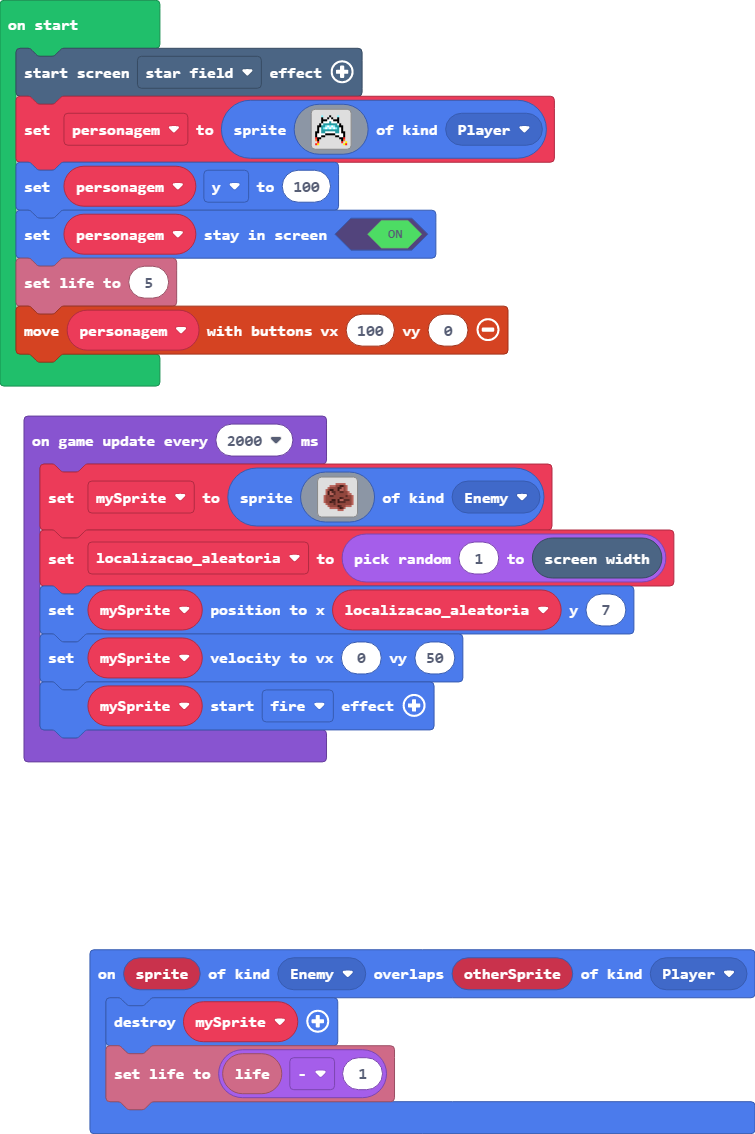 on start
start screen star field effect
set personagem to sprite of kind Player
set personagem y to 100
set personagem stay in screen ON
set life to 5
move personagem with buttons vx 100 vy 0
on game update every 2000 ms
set mySprite to sprite of kind Enemy
set localizacao_aleatoria to pick random 1 to screen width
set mySprite position to x localizacao_aleatoria y 7
set mySprite velocity to vx 0 vy 50
mySprite start fire effect
on sprite of kind Enemy overlaps otherSprite of kind Player
destroy mySprite
set life to life - 1